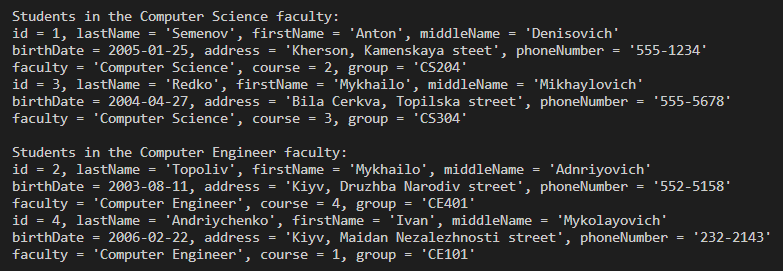 Students in the Computer Science faculty:
id = 1, lastName = 'Semenov', firstName = 'Anton', middleName = 'Denisovich'
birthDate = 2005-01-25, address = 'Kherson, Kamenskaya steet', phoneNumber = '555-1234'
faculty = 'Computer Science', course = 2, group = 'CS204'
id = 3, lastName = 'Redko', firstName = 'Mykhailo', middleName = 'Mikhaylovich'
birthDate = 2004-04-27, address = 'Bila Cerkva, Topilska street', phoneNumber = '555-5678'
faculty = 'Computer Science', course = 3, group = 'CS304'
Students in the Computer Engineer faculty:
id = 2, lastName = 'Topoliv', firstName = 'Mykhailo', middleName = 'Adnriyovich'
birthDate = 2003-08-11, address = 'Kiyv, Druzhba Narodiv street', phoneNumber = '552-5158'
faculty = 'Computer Engineer', course = 4, group = 'CE401'
id = 4, lastName = 'Andriychenko', firstName = 'Ivan', middleName = 'Mykolayovich'
birthDate = 2006-02-22, address = 'Kiyv, Maidan Nezalezhnosti street', phoneNumber = '232-2143'
faculty = 'Computer Engineer', course = 1, group = 'CE101'